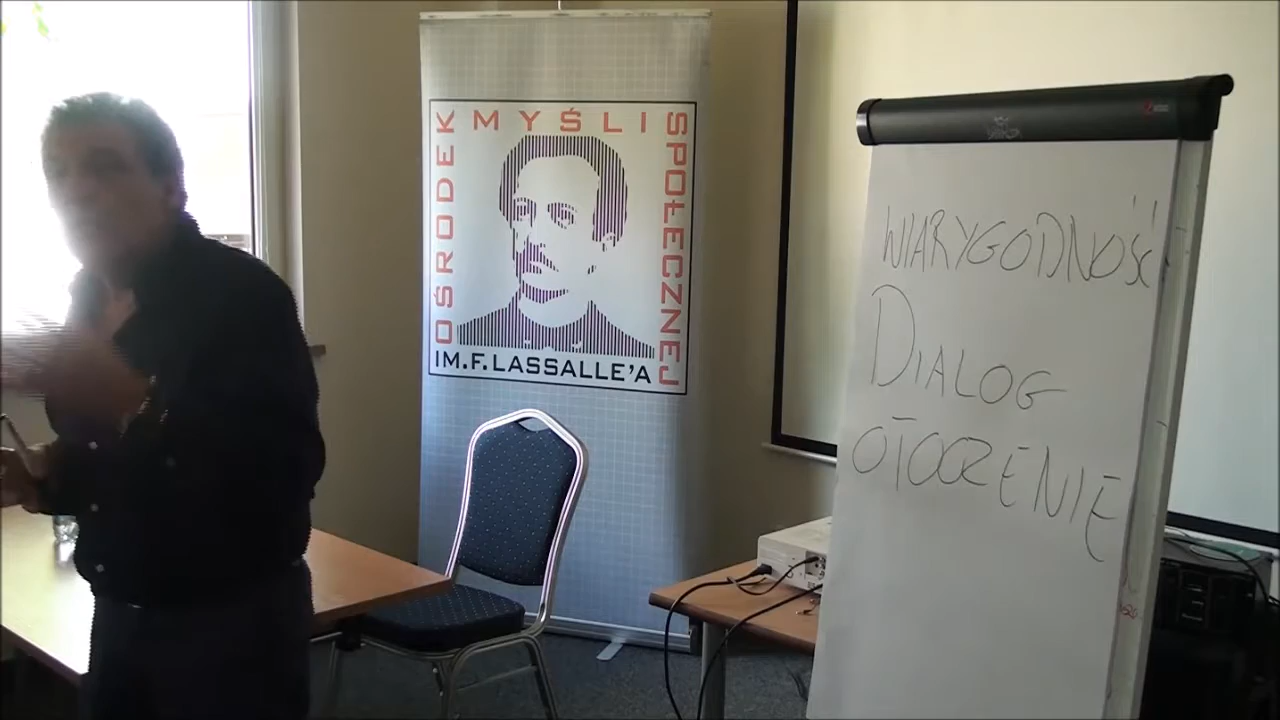 OŚRODEK
MYŚLI
SPOŁECZNEJ
IM.F.LASSALLE'A
WIARYGODNOŚĆ
DIALOG
OTOCZENIE